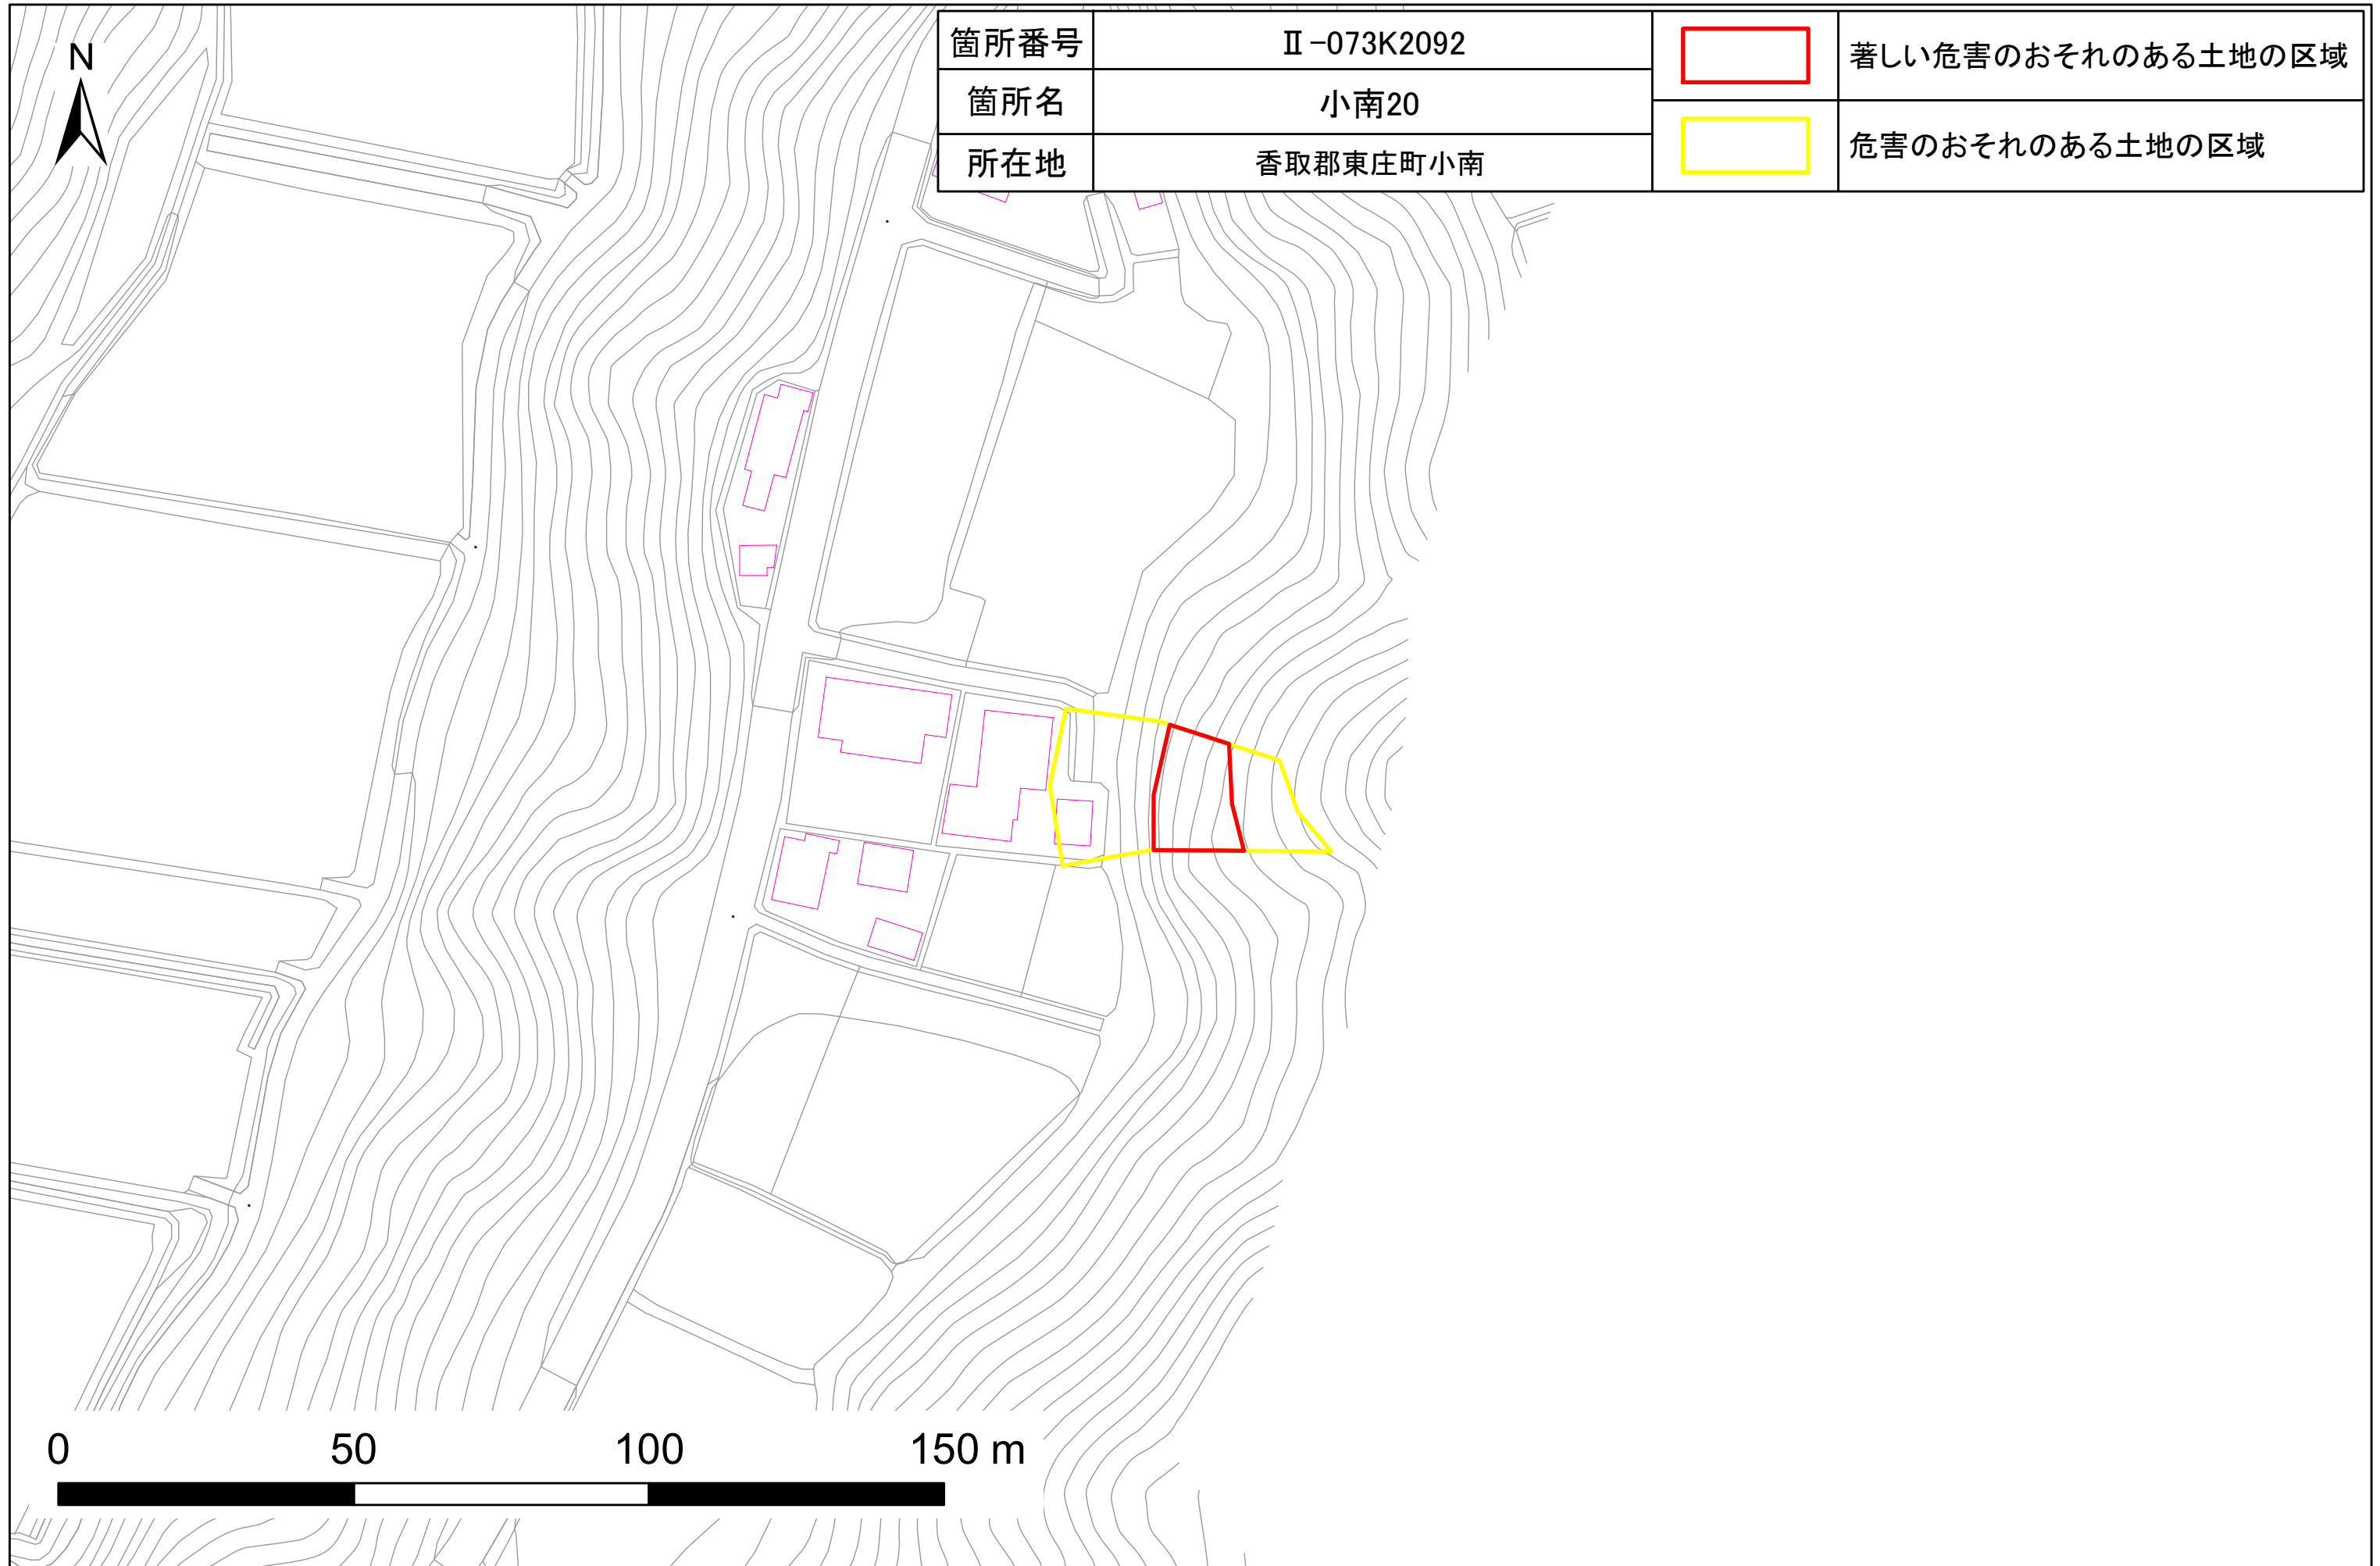 N
箇所番号 Ⅱ-073K2092
箇所名 小南20
所在地 香取郡東庄町小南
著しい危害のおそれのある土地の区域
危害のおそれのある土地の区域
0 50 100 150 m